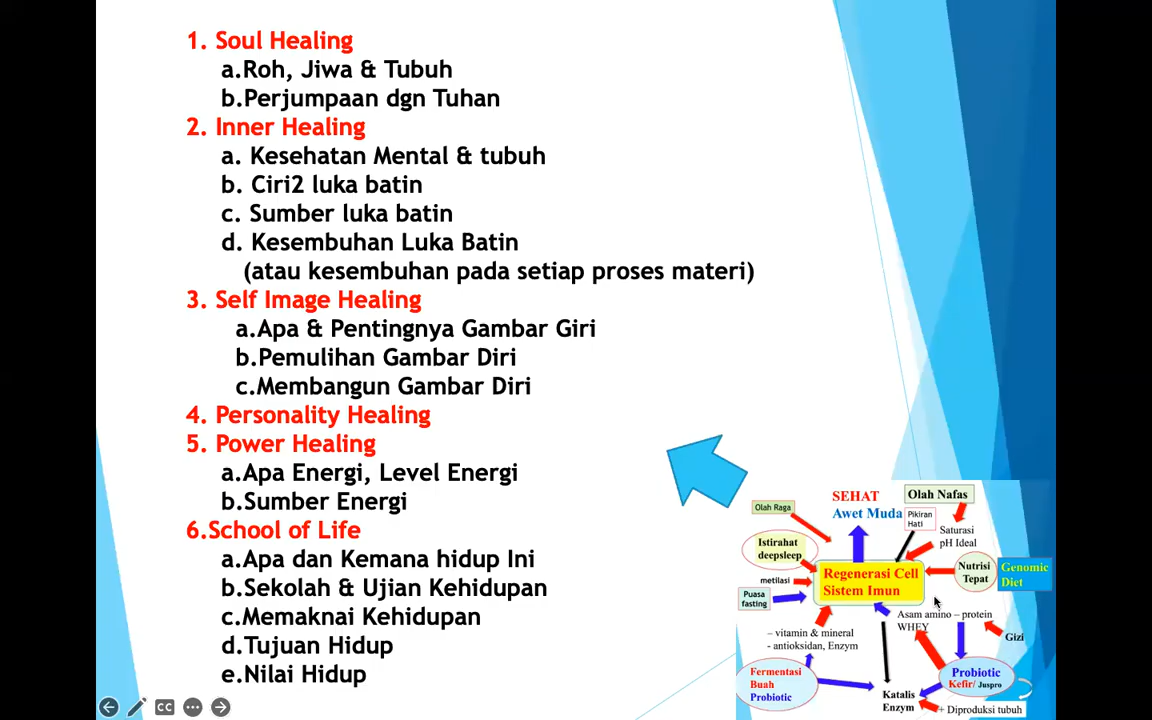 1. Soul Healing
a.Roh, Jiwa & Tubuh
b.Perjumpaan dgn Tuhan
2. Inner Healing
a. Kesehatan Mental & tubuh
b. Ciri2 luka batin
c. Sumber luka batin
d. Kesembuhan Luka Batin
(atau kesembuhan pada setiap proses materi)
3. Self Image Healing
a.Apa & Pentingnya Gambar Giri
b.Pemulihan Gambar Diri
c.Membangun Gambar Diri
4. Personality Healing
5. Power Healing
a.Apa Energi, Level Energi
b.Sumber Energi
6.School of Life
a.Apa dan Kemana hidup Ini
b.Sekolah & Ujian Kehidupan
c.Memaknai Kehidupan
d.Tujuan Hidup
e.Nilai Hidup
SEHAT
Awet Muda
Olah Nafas
Olah Raga
Pikiran
Hati
Saturasi
pH Ideal
Istirahat
deepsleep
Regenerasi Cell
Sistem Imun
Nutrisi
Tepat
Genomic
Diet
metilasi
Puasa
fasting
Asam amino – protein
WHEY
Gizi
– vitamin & mineral
- antioksidan, Enzym
Fermentasi
Buah
Probiotic
Probiotic
Kefir/ Juspro
Katalis
Enzym
+ Diproduksi tubuh
CC